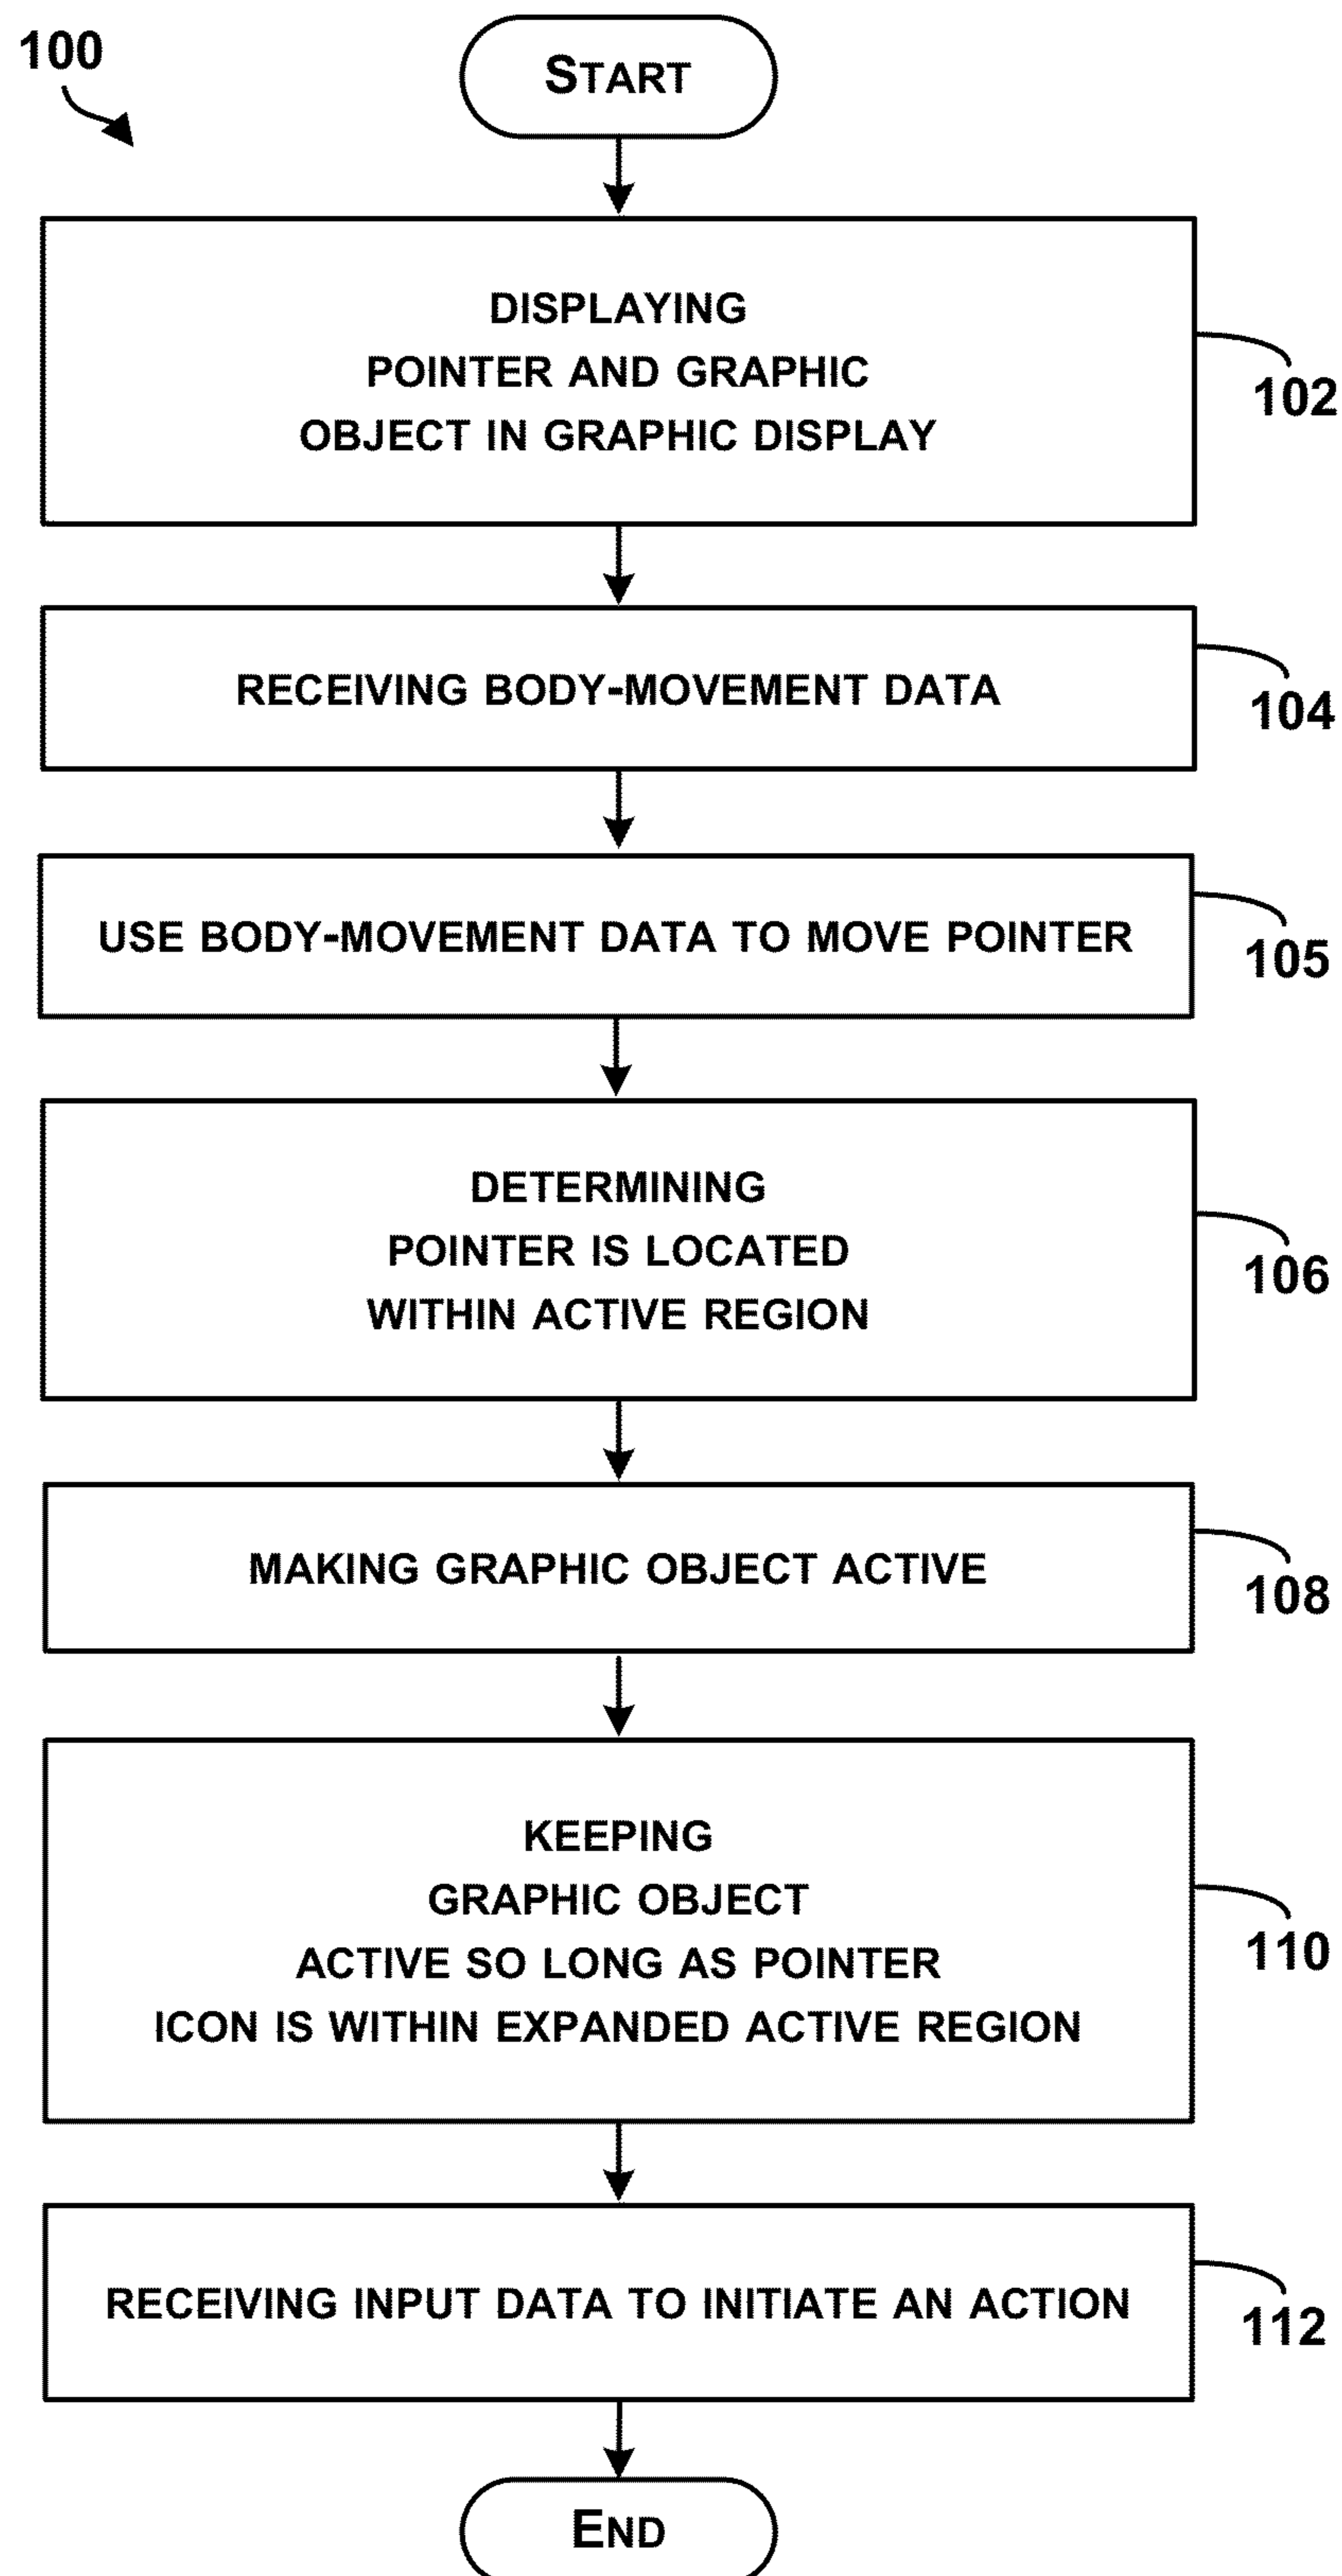 100
START
DISPLAYING
POINTER AND GRAPHIC
OBJECT IN GRAPHIC DISPLAY
102
RECEIVING BODY-MOVEMENT DATA
104
USE BODY-MOVEMENT DATA TO MOVE POINTER
105
DETERMINING
POINTER IS LOCATED
WITHIN ACTIVE REGION
106
MAKING GRAPHIC OBJECT ACTIVE
108
KEEPING
GRAPHIC OBJECT
ACTIVE SO LONG AS POINTER
ICON IS WITHIN EXPANDED ACTIVE REGION
110
RECEIVING INPUT DATA TO INITIATE AN ACTION
112
END